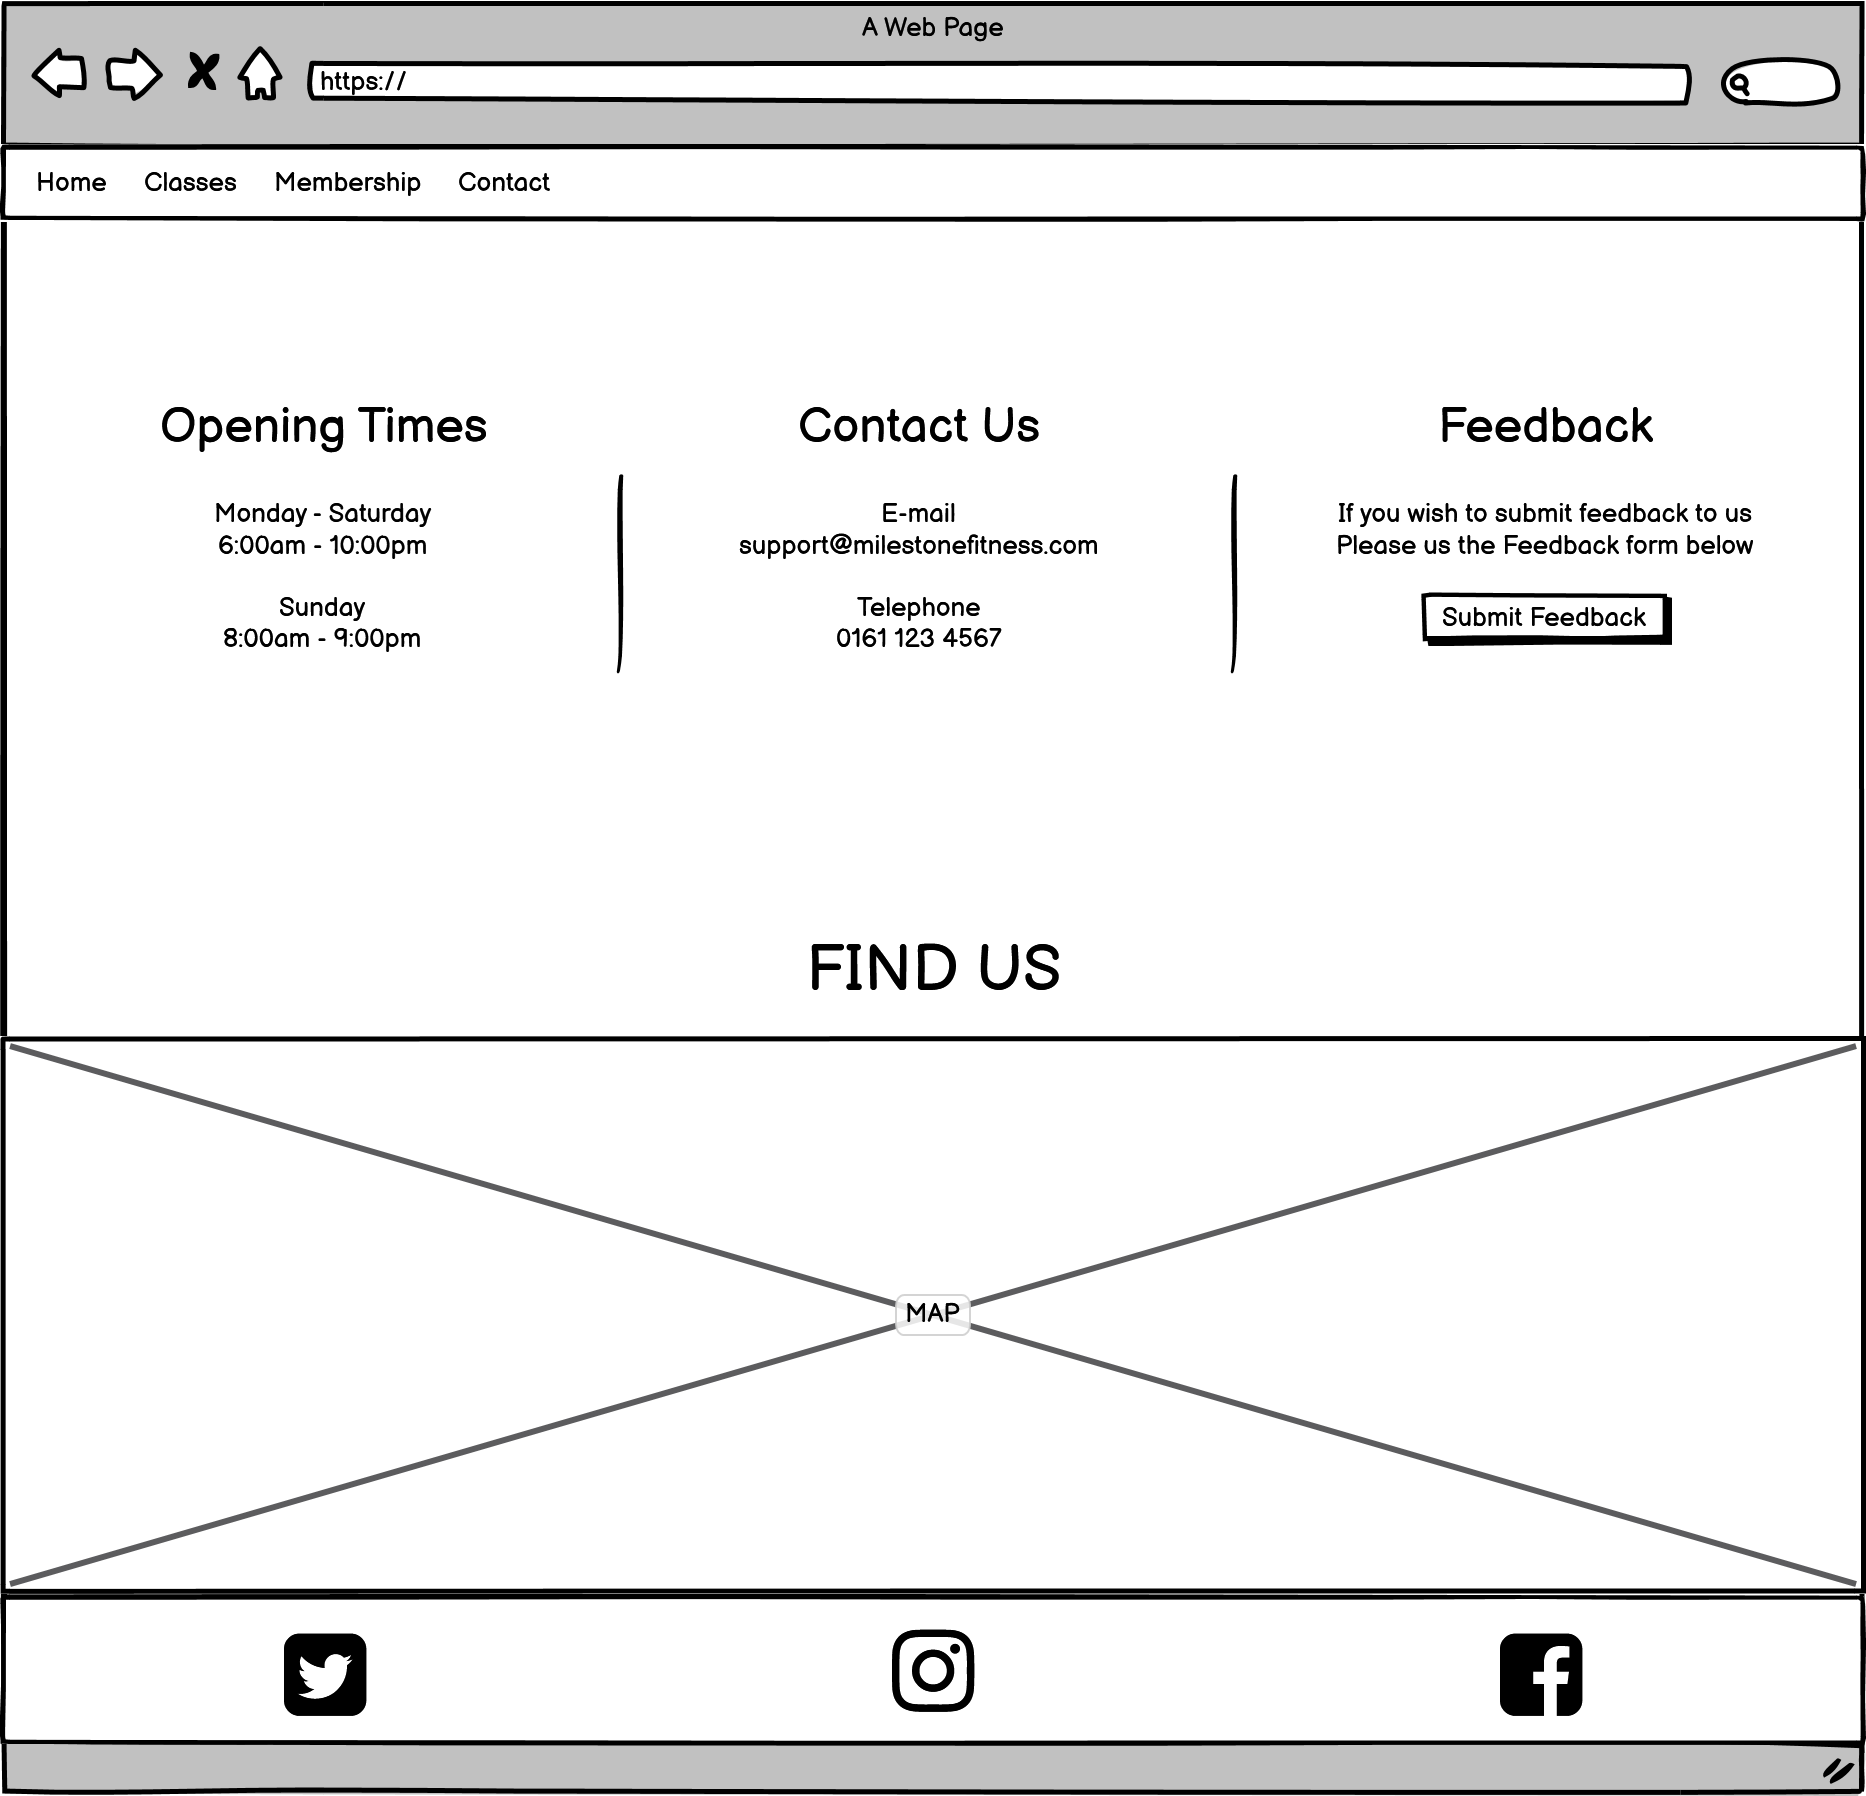 A Web Page
https://
Home Classes Membership Contact
Opening Times
Monday - Saturday
6:00am - 10:00pm
Sunday
8:00am - 9:00pm
Contact Us
E-mail
support@milestonefitness.com
Telephone
0161 123 4567
Feedback
If you wish to submit feedback to us
Please us the Feedback form below
Submit Feedback
FIND US
MAP